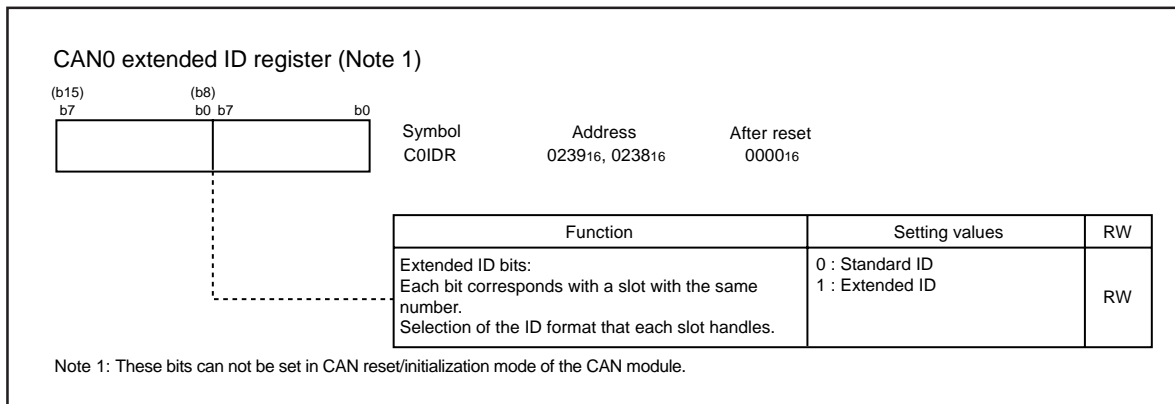 CAN0 extended ID register (Note 1)
(b15) (b8)
b7 b0 b7 b0
Symbol Address After reset
C0IDR 023916, 023816 000016
Function Setting values RW
Extended ID bits:
Each bit corresponds with a slot with the same
number.
Selection of the ID format that each slot handles.
0 : Standard ID
1 : Extended ID
RW
Note 1: These bits can not be set in CAN reset/initialization mode of the CAN module.